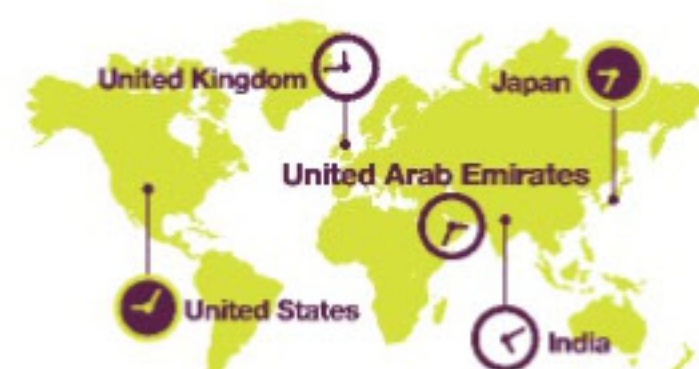 United Kingdom
Japan
United Arab Emirates
United States
India